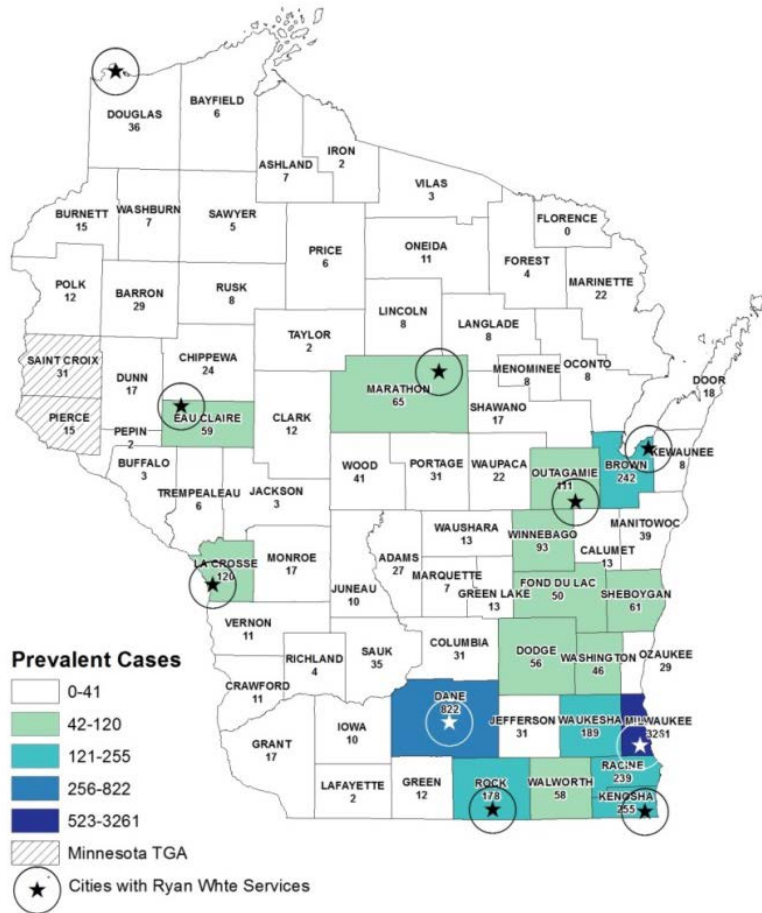 DOUGLAS
36
BAYFIELD
6
ASHLAND
7
IRON
2
VILAS
3
FLORENCE
0
BURNETT
15
WASHBURN
7
SAWYER
5
PRICE
6
ONEIDA
11
FOREST
4
MARINETTE
22
POLK
12
BARRON
29
RUSK
8
LINCOLN
8
LANGLADE
8
TAYLOR
2
SAINT CROIX
31
DUNN
17
CHIPPEWA
24
MARATHON
65
MENOMINEE
8
OCONTO
8
DOOR
18
PIERCE
15
PEPIN
2
EAU CLAIRE
59
CLARK
12
SHAWANO
17
BUFFALO
3
TREMPEALEAU
6
JACKSON
3
WOOD
41
PORTAGE
31
WAUPACA
22
OUTAGAMIE
111
BROWN
242
KEWAUNEE
8
LA CROSSE
120
MONROE
17
JUNEAU
10
ADAMS
27
WAUSHARA
13
MARQUETTE
7
GREEN LAKE
13
WINNEBAGO
93
CALUMET
13
MANITOWOC
39
FOND DU LAC
50
SHEBOYGAN
61
VERNON
11
RICHLAND
4
SAUK
35
COLUMBIA
31
DODGE
56
WASHINGTON
46
OZAUKEE
29
CRAWFORD
11
GRANT
17
IOWA
10
DANE
822
JEFFERSON
31
WAUKESHA
189
MILWAUKEE
3261
LAFAYETTE
2
GREEN
12
ROCK
178
WALWORTH
58
RACINE
239
KENOSHA
255
Prevalent Cases
0-41
42-120
121-255
256-822
523-3261
Minnesota TGA
Cities with Ryan Whte Services